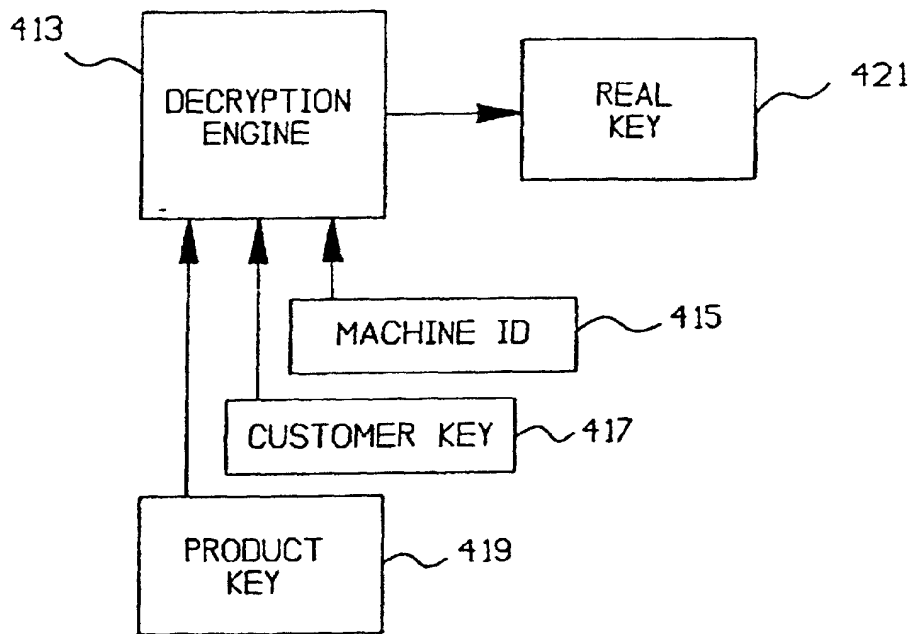 413
DECRYPTION
ENGINE
REAL
KEY
421
MACHINE ID
415
CUSTOMER KEY
417
PRODUCT
KEY
419